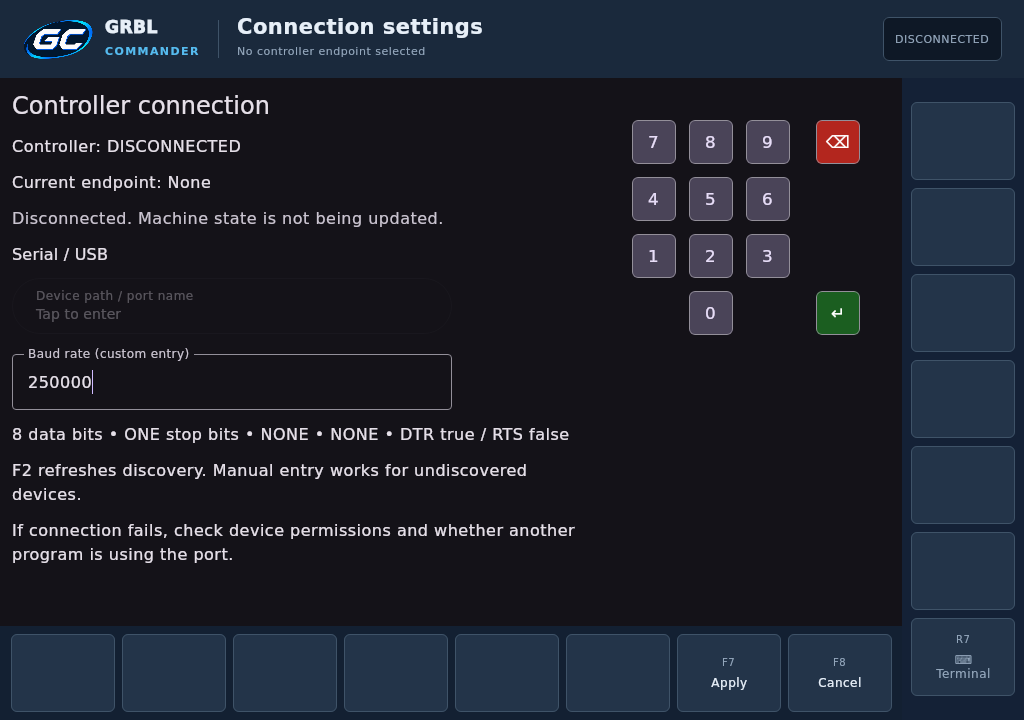 GC
GRBL
COMMANDER
Connection settings
No controller endpoint selected
DISCONNECTED
Controller connection
Controller: DISCONNECTED
Current endpoint: None
Disconnected. Machine state is not being updated.
Serial / USB
Device path / port name
Tap to enter
Baud rate (custom entry)
250000
8 data bits • ONE stop bits • NONE • NONE • DTR true / RTS false
F2 refreshes discovery. Manual entry works for undiscovered
devices.
If connection fails, check device permissions and whether another
program is using the port.
7 8 9 ⌫
4 5 6
1 2 3
0 ↵
R7
⌨
Terminal
F7
Apply
F8
Cancel